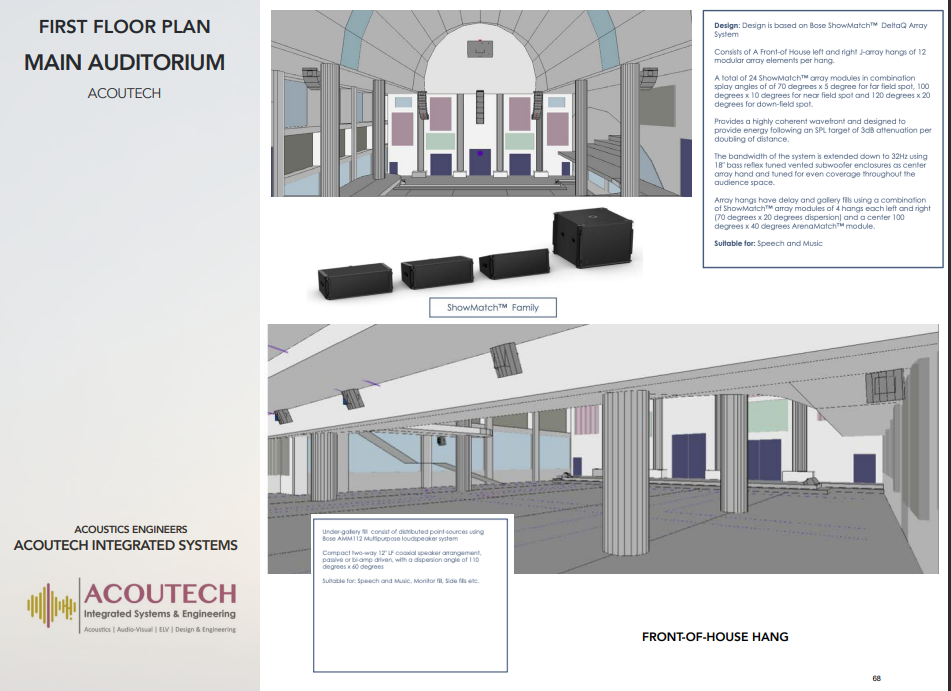 FIRST FLOOR PLAN
MAIN AUDITORIUM
ACOUTECH
Design: Design is based on Bose ShowMatch™ DeltaQ Array
System
Consists of A Front-of House left and right J-array hangs of 12
modular array elements per hang.
A total of 24 ShowMatch™ array modules in combination
splay angles of of 70 degrees x 5 degree for far field spot, 100
degrees x 10 degrees for near field spot and 120 degrees x 20
degrees for down-field spot.
Provides a highly coherent wavefront and designed to
provide energy following an SPL target of 3dB attenuation per
doubling of distance.
The bandwidth of the system is extended down to 32Hz using
18" bass reflex tuned vented subwoofer enclosures as center
array hand and tuned for even coverage throughout the
audience space.
Array hangs have delay and gallery fills using a combination
of ShowMatch™ array modules of 4 hangs each left and right
(70 degrees x 20 degrees dispersion) and a center 100
degrees x 40 degrees ArenaMatch™ module.
Suitable for: Speech and Music
ShowMatch™ Family
Under-gallery fill consist of distributed point-sources using
Bose AMM112 Multipurpose loudspeaker system
Compact two-way 12" LF coaxial speaker arrangement,
passive or bi-amp driven, with a dispersion angle of 110
degrees x 60 degrees
Suitable for: Speech and Music, Monitor fill, Side fills etc.
ACOUSTICS ENGINEERS
ACOUTECH INTEGRATED SYSTEMS
ACOUTECH
Integrated Systems & Engineering
Acoustics | Audio-Visual | ELV | Design & Engineering
FRONT-OF-HOUSE HANG
68